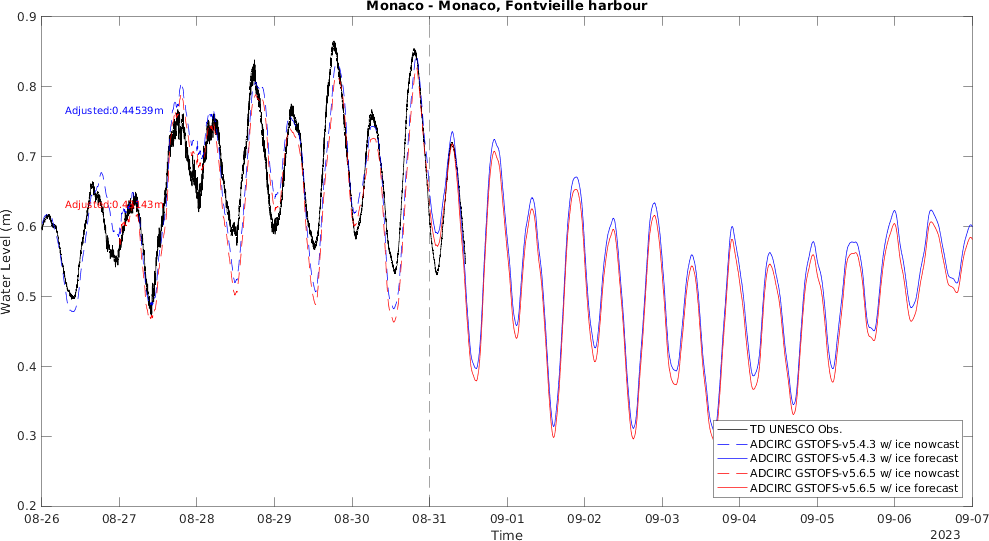 Monaco - Monaco, Fontvieille harbour
0.9
0.8
Adjusted:0.44539m
0.7
0.6
0.5
0.4
0.3
0.2
Water Level (m)
TD UNESCO Obs.
ADCIRC GSTOFS-v5.4.3 w/ ice nowcast
ADCIRC GSTOFS-v5.4.3 w/ ice forecast
ADCIRC GSTOFS-v5.6.5 w/ ice nowcast
ADCIRC GSTOFS-v5.6.5 w/ ice forecast
08-26 08-27 08-28 08-29 08-30 08-31 09-01 09-02 09-03 09-04 09-05 09-06 09-07
Time
2023